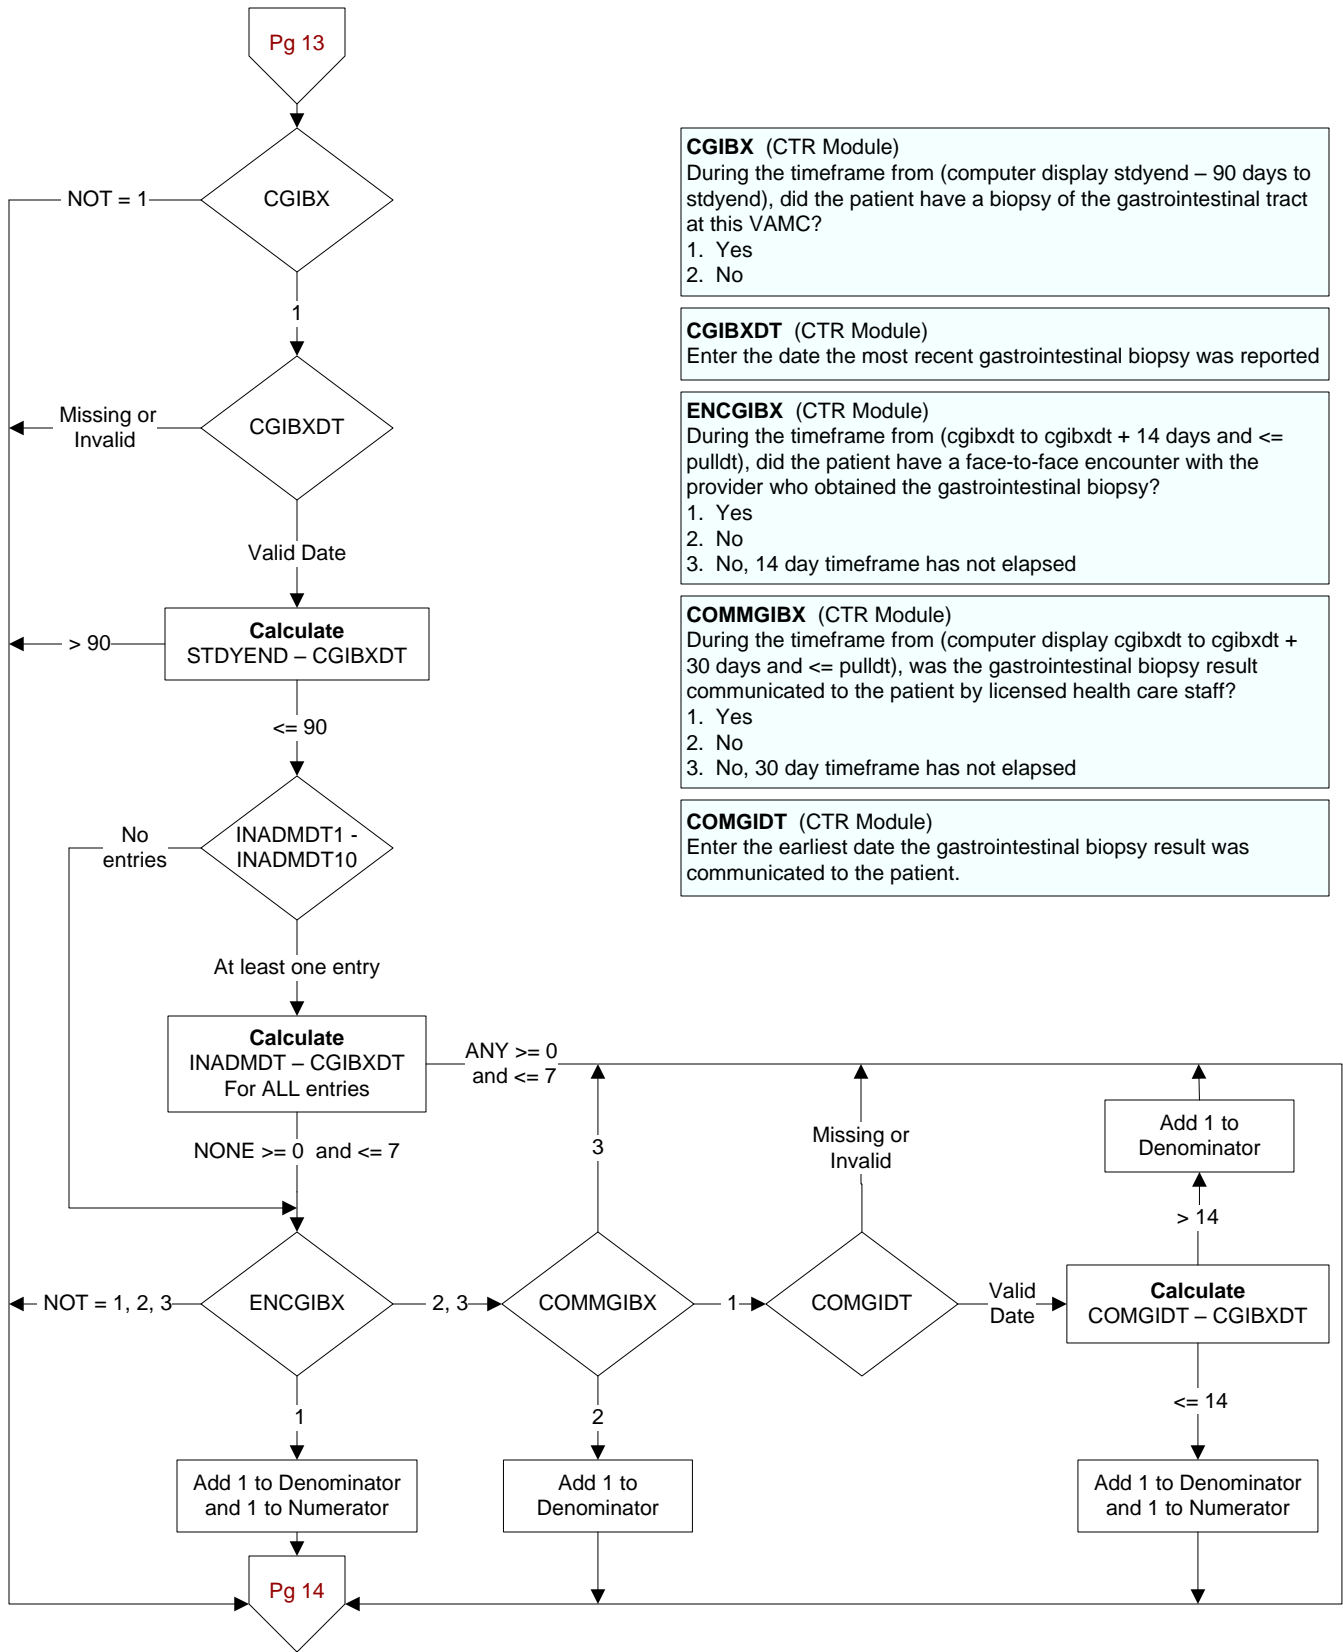 Pg 13
CGIBX
NOT = 1
1
CGIBXDT
Missing or
Invalid
Valid Date
Calculate
STDYEND – CGIBXDT
> 90
<= 90
INADMDT1 -
INADMDT10
No
entries
At least one entry
Calculate
INADMDT – CGIBXDT
For ALL entries
ANY >= 0
and <= 7
NONE >= 0 and <= 7
ENCGIBX
NOT = 1, 2, 3
2, 3
1
Add 1 to Denominator
and 1 to Numerator
Pg 14
COMMGIBX
3
1
2
Add 1 to
Denominator
COMGIDT
Missing or
Invalid
Valid
Date
Calculate
COMGIDT – CGIBXDT
> 14
Add 1 to
Denominator
<= 14
Add 1 to Denominator
and 1 to Numerator
CGIBX (CTR Module)
During the timeframe from (computer display stdyend – 90 days to
stdyend), did the patient have a biopsy of the gastrointestinal tract
at this VAMC?
1. Yes
2. No
CGIBXDT (CTR Module)
Enter the date the most recent gastrointestinal biopsy was reported
ENCGIBX (CTR Module)
During the timeframe from (cgibxdt to cgibxdt + 14 days and <=
pulldt), did the patient have a face-to-face encounter with the
provider who obtained the gastrointestinal biopsy?
1. Yes
2. No
3. No, 14 day timeframe has not elapsed
COMMGIBX (CTR Module)
During the timeframe from (computer display cgibxdt to cgibxdt +
30 days and <= pulldt), was the gastrointestinal biopsy result
communicated to the patient by licensed health care staff?
1. Yes
2. No
3. No, 30 day timeframe has not elapsed
COMGIDT (CTR Module)
Enter the earliest date the gastrointestinal biopsy result was
communicated to the patient.